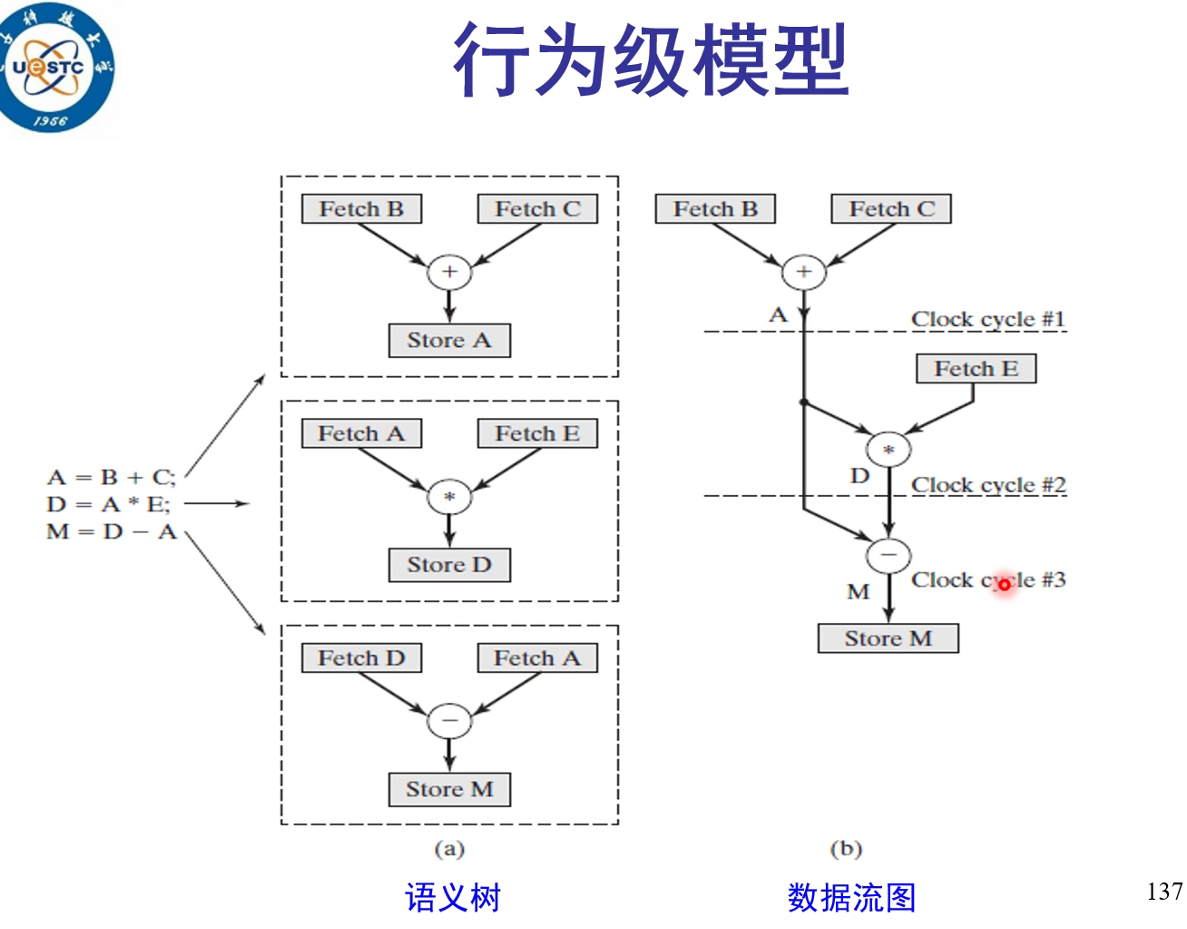 UESTC
1956
行为级模型
A = B + C;
D = A * E;
M = D − A
Fetch B Fetch C
+
Store A
Fetch A Fetch E
*
Store D
Fetch D Fetch A
−
Store M
(a)
语义树
Fetch B Fetch C
+
A
Clock cycle #1
Fetch E
*
D
Clock cycle #2
−
Clock cycle #3
M
Store M
(b)
数据流图
137